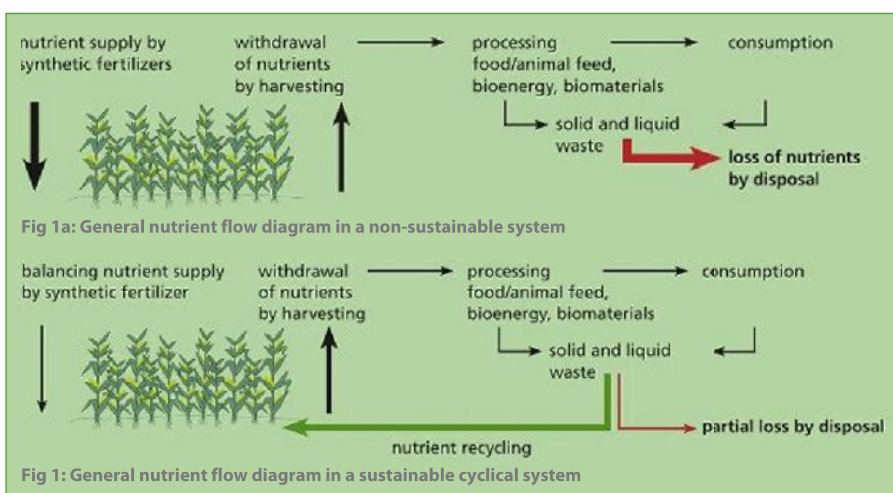 nutrient supply by
synthetic fertilizers
withdrawal
of nutrients
by harvesting
processing
food/animal feed,
bioenergy, biomaterials
consumption
solid and liquid
waste
loss of nutrients
by disposal
Fig 1a: General nutrient flow diagram in a non-sustainable system
balancing nutrient supply
by synthetic fertilizer
withdrawal
of nutrients
by harvesting
processing
food/animal feed,
bioenergy, biomaterials
consumption
solid and liquid
waste
partial loss by disposal
nutrient recycling
Fig 1: General nutrient flow diagram in a sustainable cyclical system